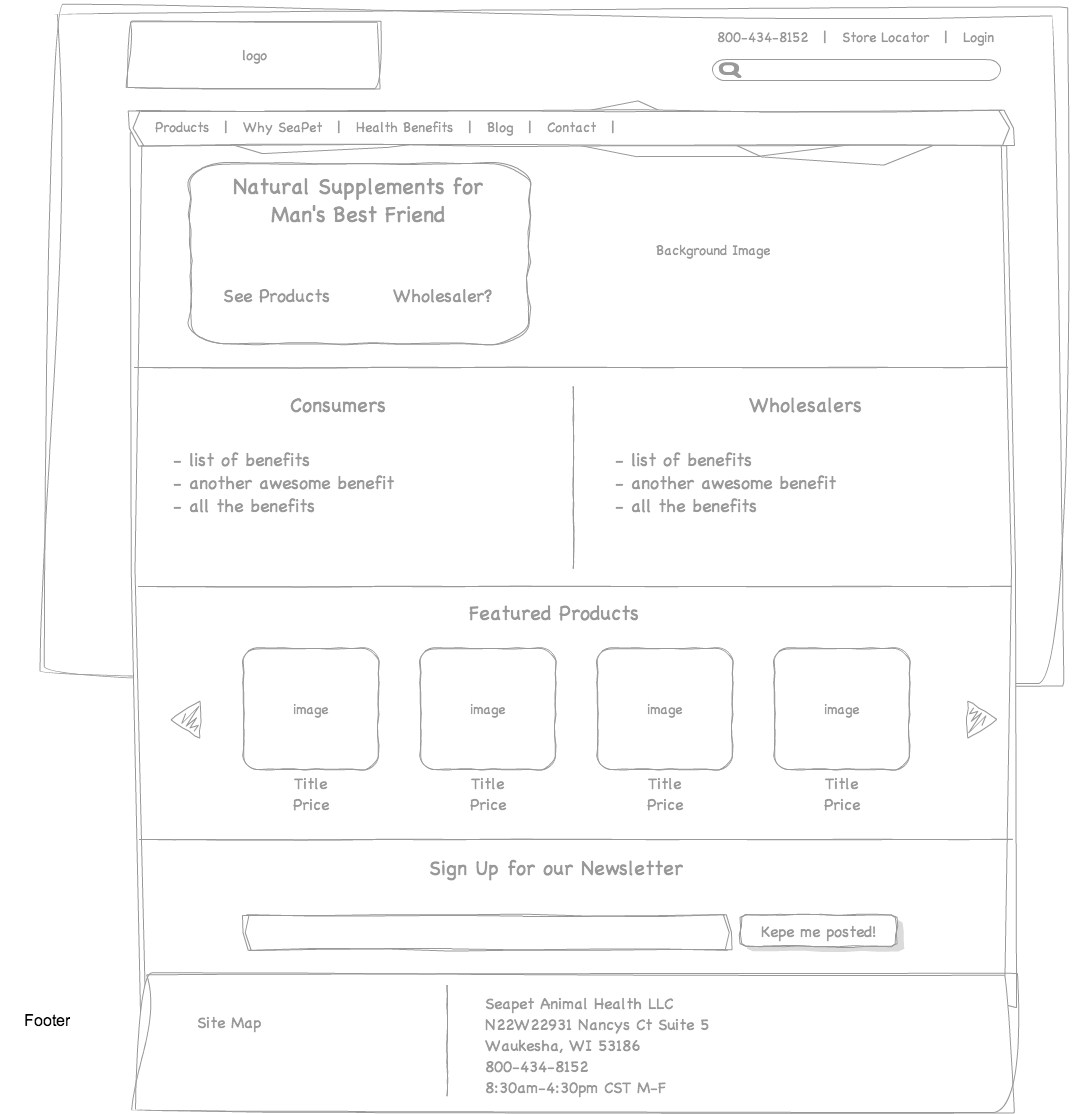 logo
800-434-8152 | Store Locator | Login
Products | Why SeaPet | Health Benefits | Blog | Contact |
Natural Supplements for
Man's Best Friend
See Products Wholesaler?
Background Image
Consumers
- list of benefits
- another awesome benefit
- all the benefits
Wholesalers
- list of benefits
- another awesome benefit
- all the benefits
Featured Products
image image image image
Title Title Title Title
Price Price Price Price
Sign Up for our Newsletter
Kepe me posted!
Footer
Site Map
Seapet Animal Health LLC
N22W22931 Nancys Ct Suite 5
Waukesha, WI 53186
800-434-8152
8:30am-4:30pm CST M-F